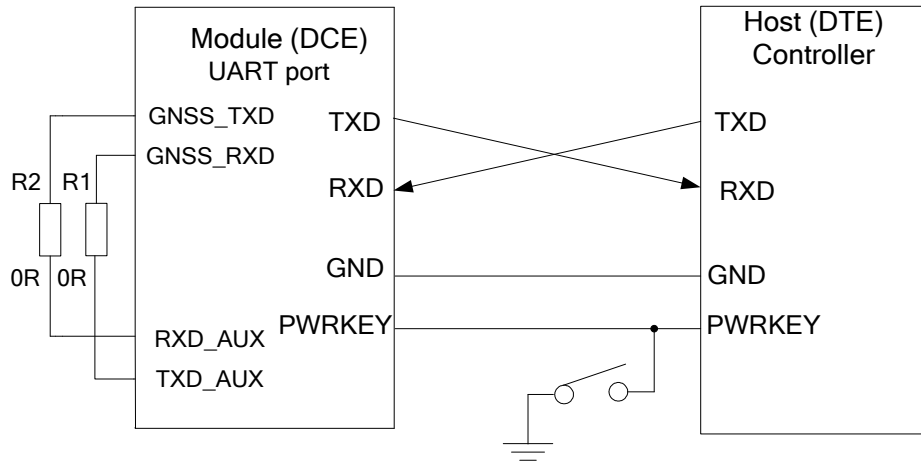 Module (DCE)
UART port
GNSS_TXD
GNSS_RXD
R2
R1
0R
0R
RXD_AUX
TXD_AUX
TXD
RXD
GND
PWRKEY
Host (DTE)
Controller
TXD
RXD
GND
PWRKEY